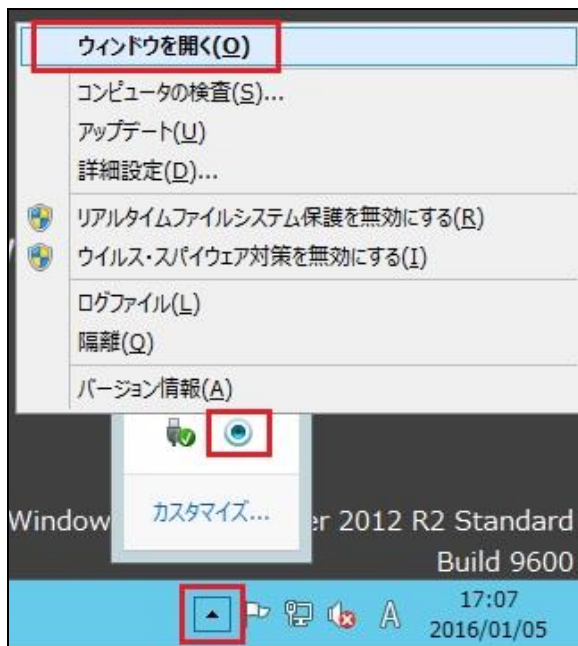 ウィンドウを開く(O)
コンピュータの検査(S)...
アップデート(U)
詳細設定(D)...
リアルタイムファイルシステム保護を無効にする(R)
ウイルス・スパイウェア対策を無効にする(I)
ログファイル(L)
隔離(Q)
バージョン情報(A)
カスタマイズ...
Window
er 2012 R2 Standard
Build 9600
A
17:07
2016/01/05